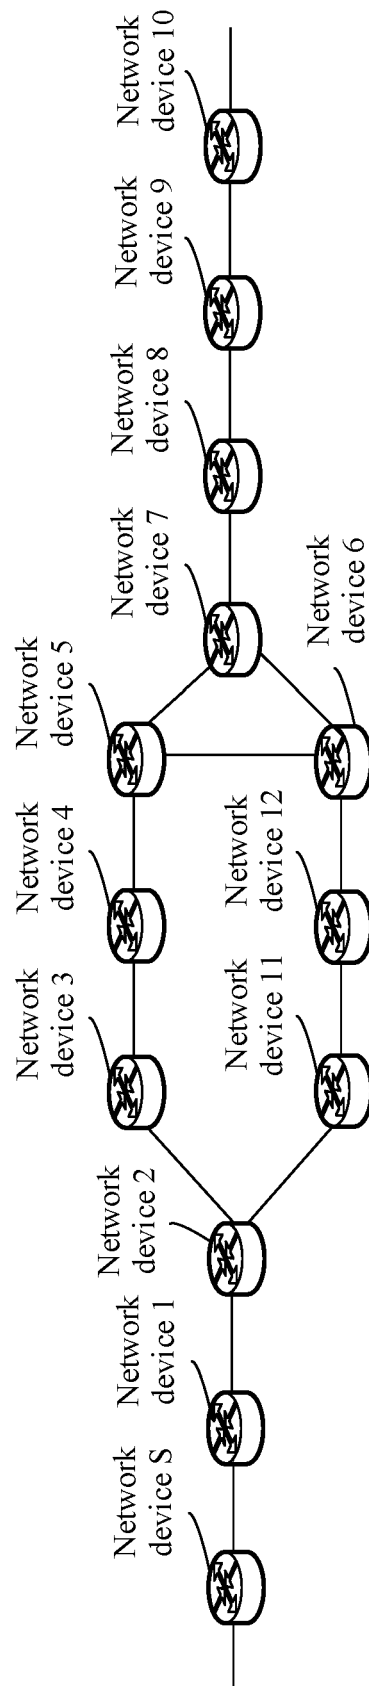 Network
device S
Network
device 1
Network
device 2
Network
device 3
Network
device 4
Network
device 5
Network
device 11
Network
device 12
Network
device 6
Network
device 7
Network
device 8
Network
device 9
Network
device 10